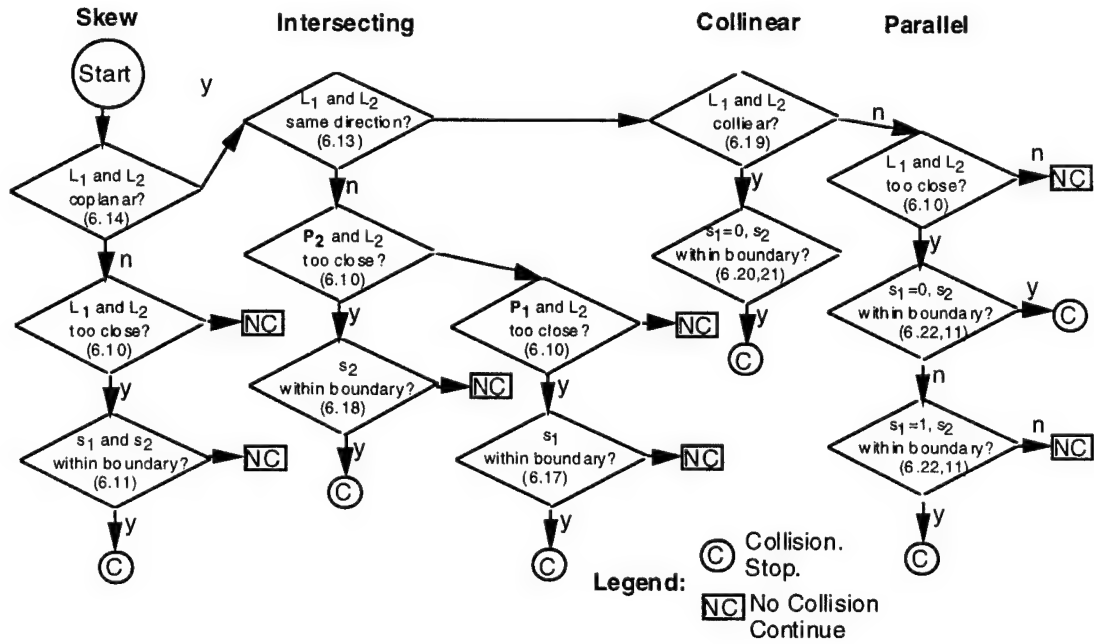 Skew
Intersecting
Collinear
Parallel
Start
y
L1 and L2
same direction?
(6.13)
L1 and L2
colliear?
(6.19)
n
L1 and L2
coplanar?
(6.14)
L1 and L2
too close?
(6.10)
n
NC
n
n
y
y
P2 and L2
too close?
(6.10)
s1=0, s2
within boundary?
(6.20,21)
s1=0, s2
within boundary?
(6.22,11)
y
C
L1 and L2
too close?
(6.10)
NC
y
P1 and L2
too close?
(6.10)
NC
y
C
n
y
s2
within boundary?
(6.18)
NC
y
s1=1, s2
within boundary?
(6.22,11)
n
NC
s1 and s2
within boundary?
(6.11)
NC
y
C
s1
within boundary?
(6.17)
NC
y
C
y
C
y
C
Legend:
C Collision.
Stop.
NC No Collision
Continue